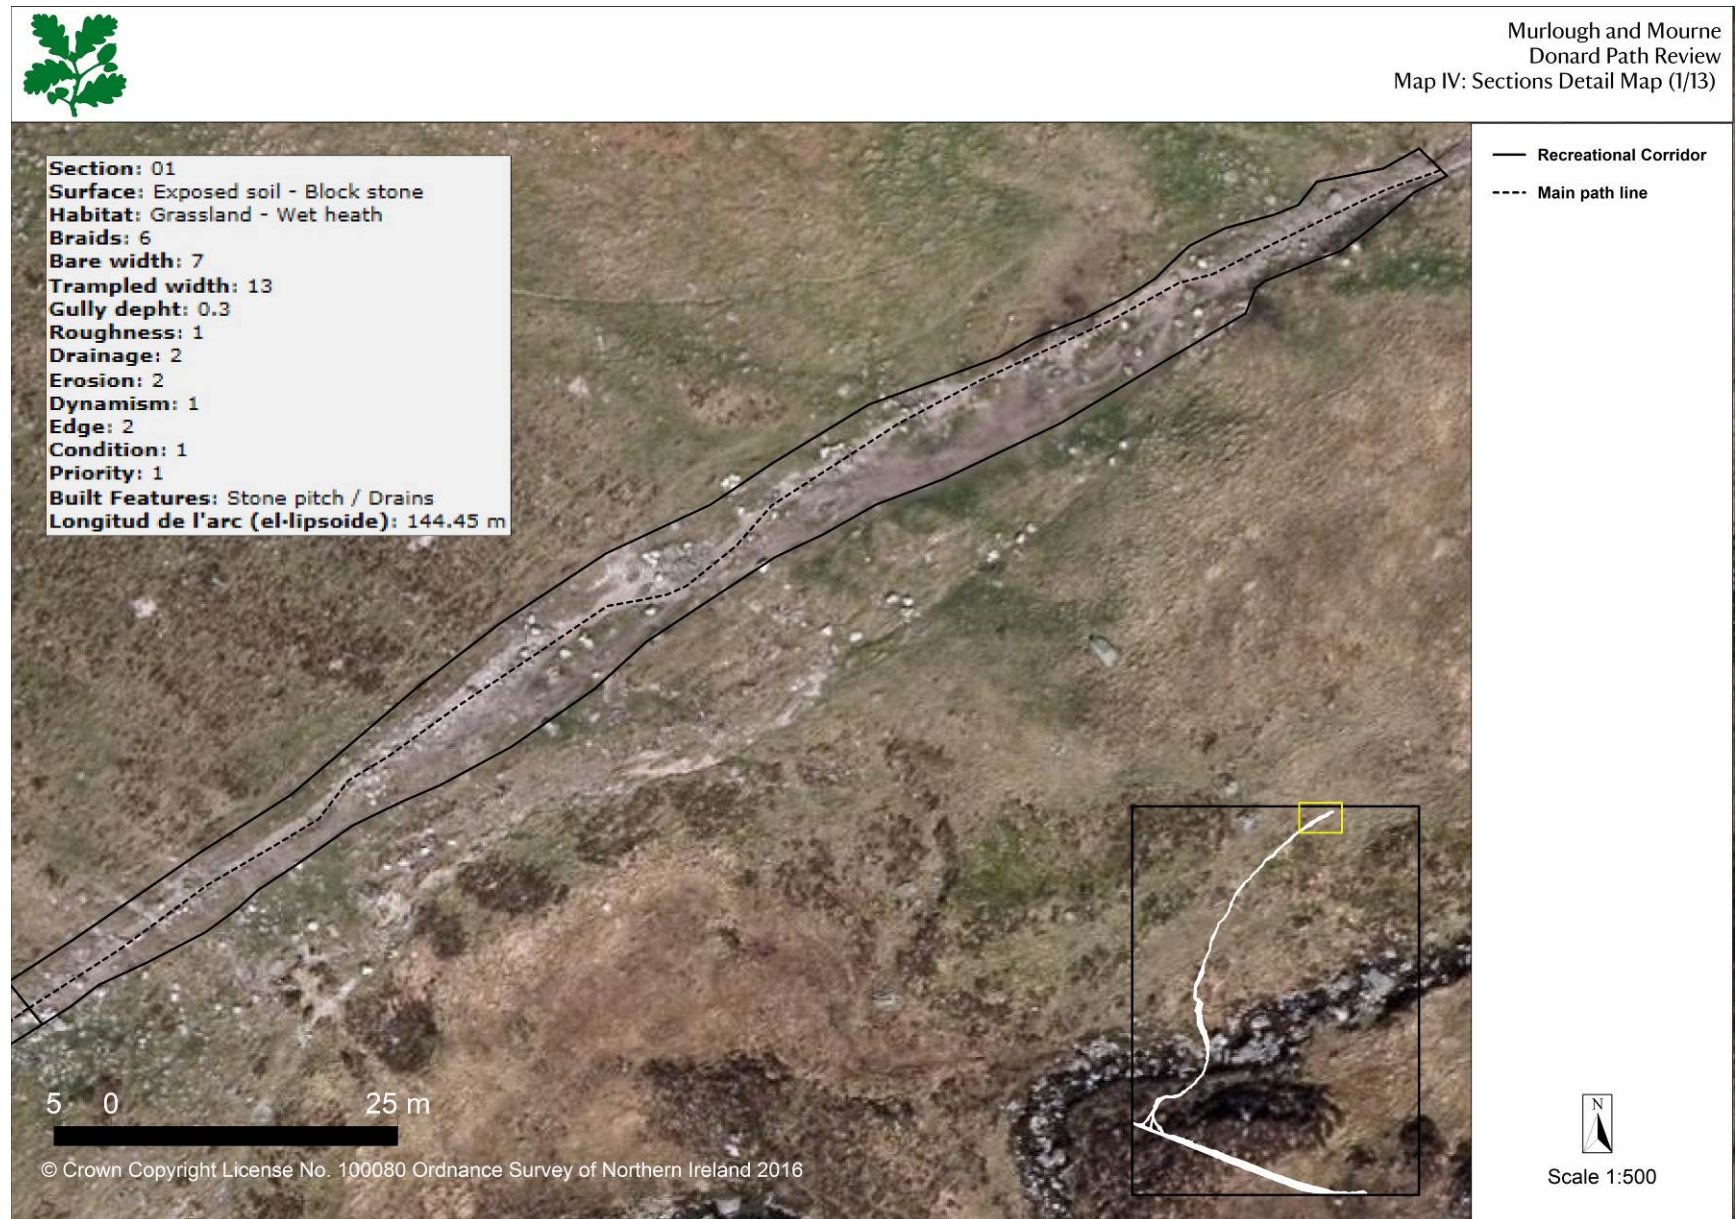 Murlough and Mourne
Donard Path Review
Map IV: Sections Detail Map (1/13)
Section: 01
Surface: Exposed soil - Block stone
Habitat: Grassland - Wet heath
Braids: 6
Bare width: 7
Trampled width: 13
Gully depht: 0.3
Roughness: 1
Drainage: 2
Erosion: 2
Dynamism: 1
Edge: 2
Condition: 1
Priority: 1
Built Features: Stone pitch / Drains
Longitud de l'arc (el·lipsoide): 144.45 m
Recreational Corridor
Main path line
5 0 25 m
© Crown Copyright License No. 100080 Ordnance Survey of Northern Ireland 2016
N
Scale 1:500